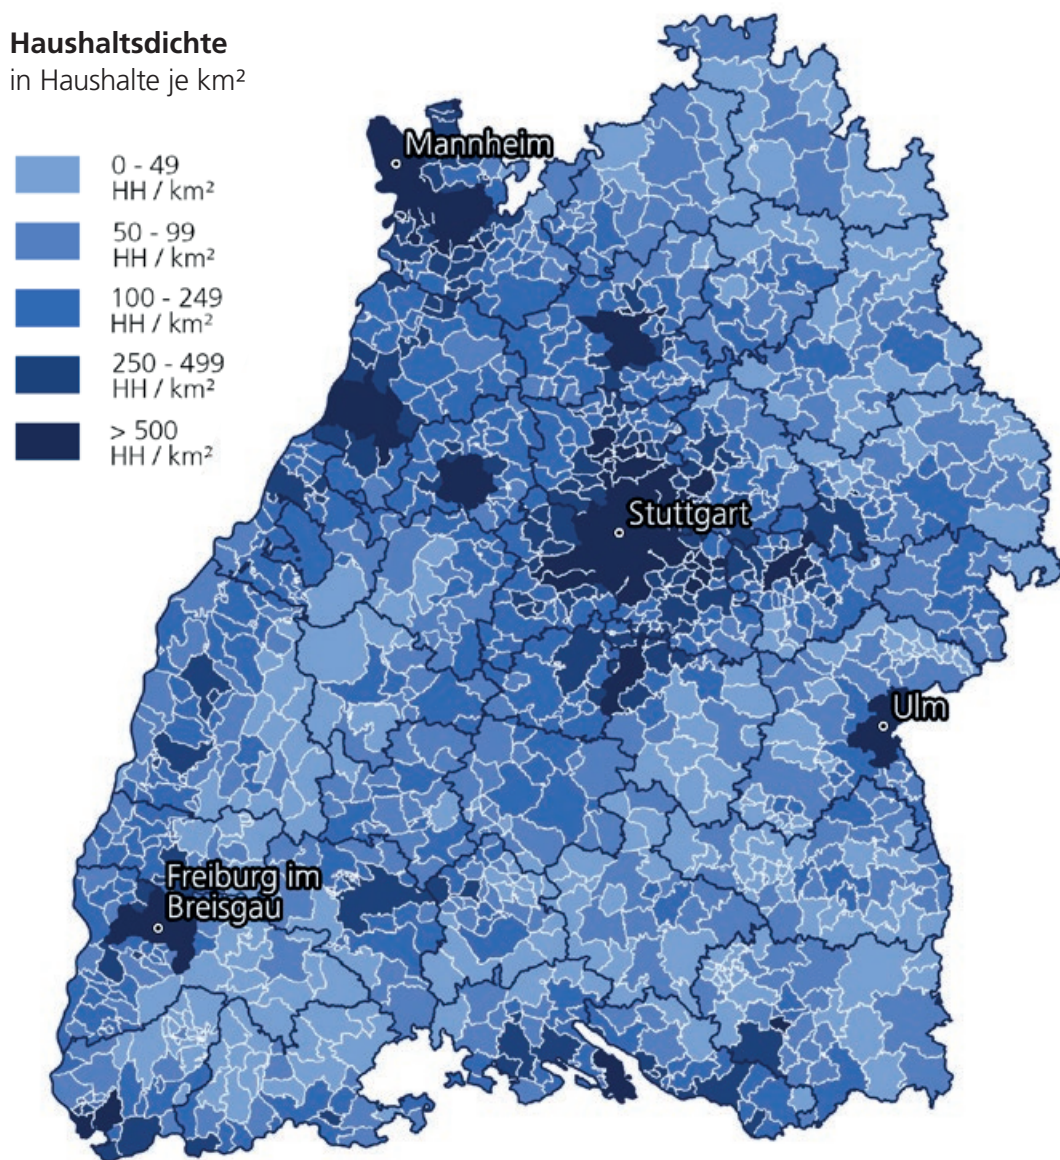 Haushaltsdichte
in Haushalte je km²
0 - 49
HH / km²
50 - 99
HH / km²
100 - 249
HH / km²
250 - 499
HH / km²
> 500
HH / km²
Mannheim
Stuttgart
Ulm
Freiburg im
Breisgau